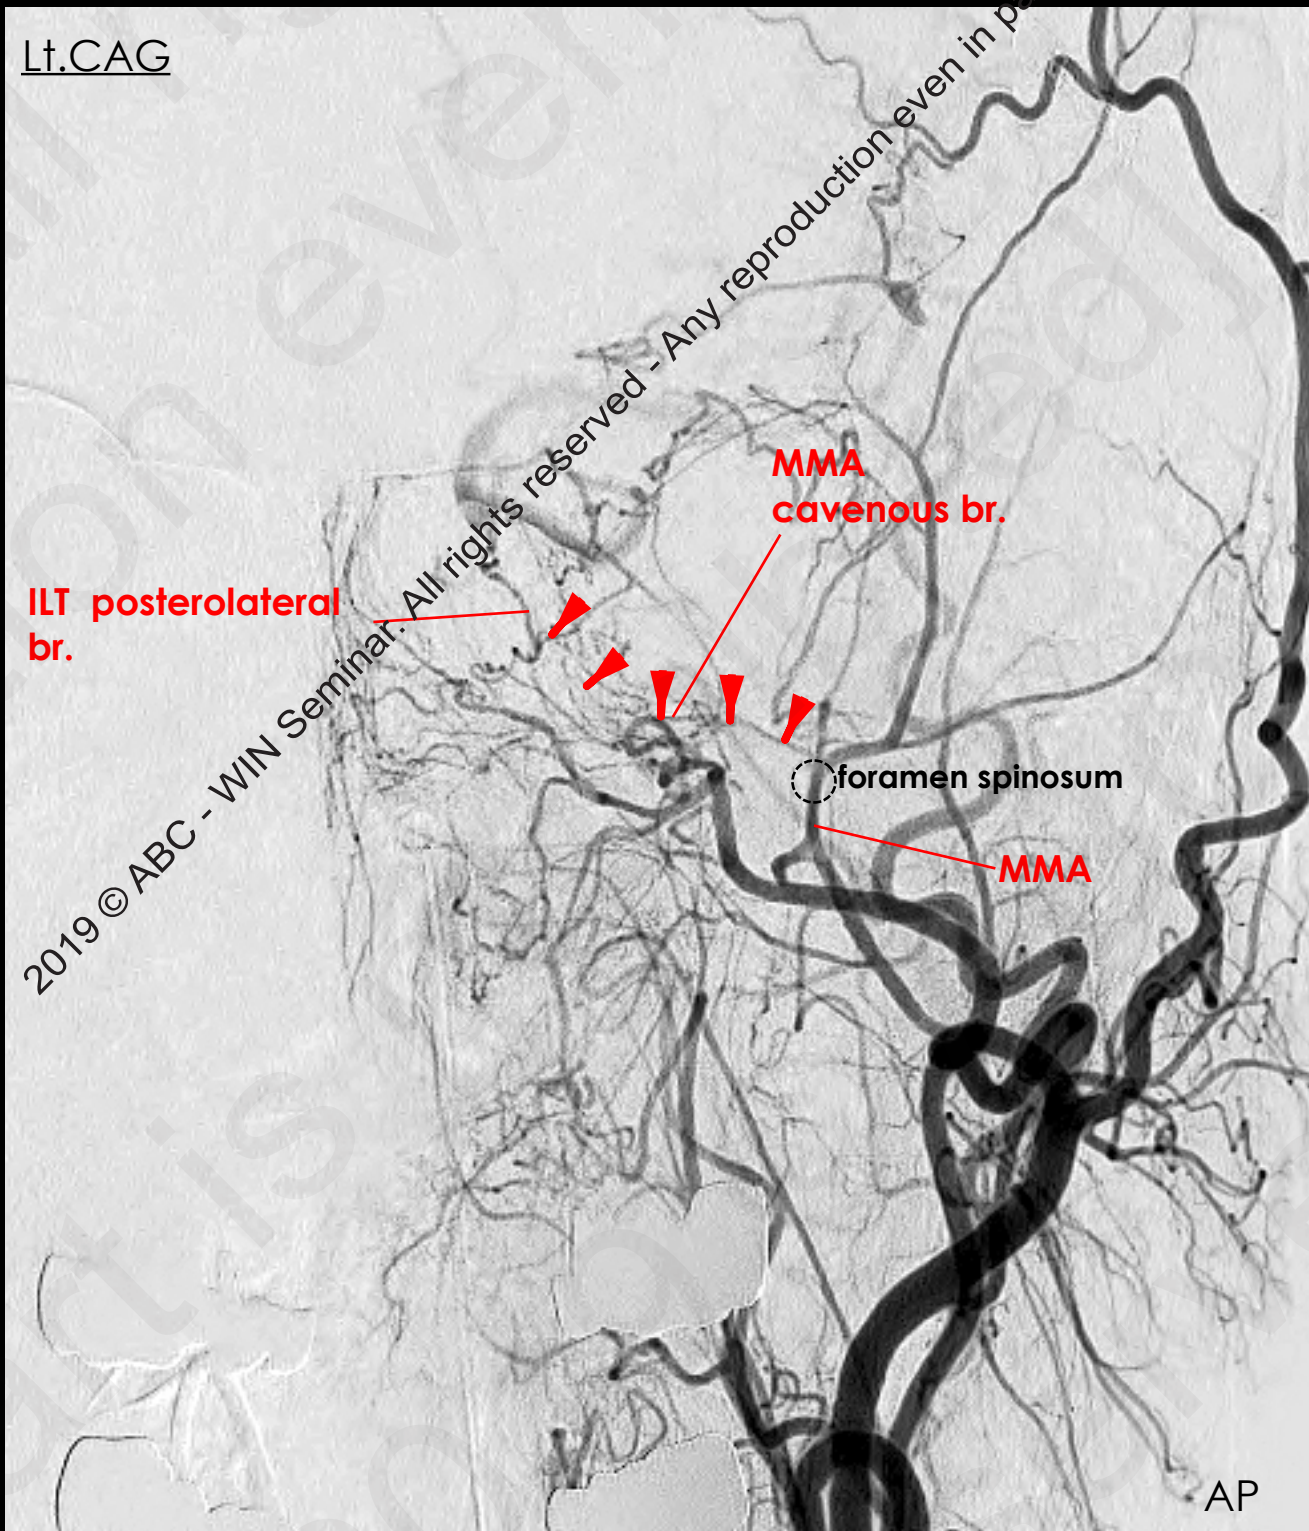 Lt.CAG
MMA
cavenous br.
ILT posterolateral
br.
foramen spinosum
MMA
2019 © ABC - WIN Seminar. All rights reserved - Any reproduction even in
AP